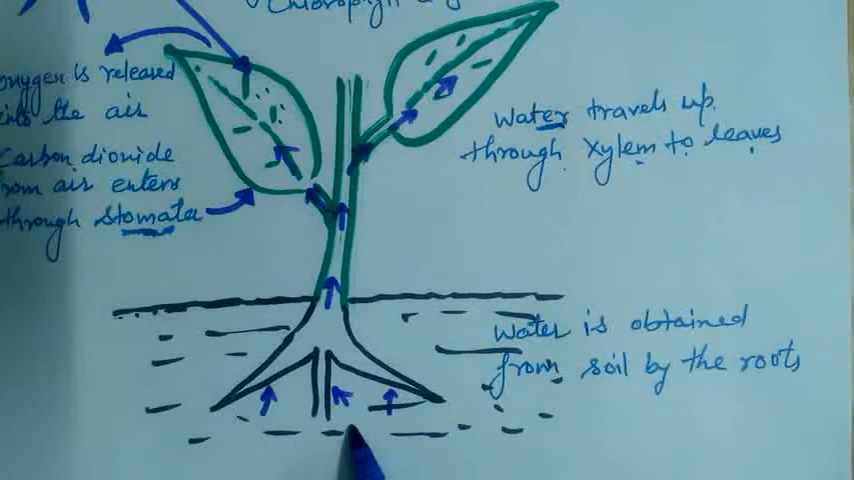 Chlorophyll
oxygen is released
into the air
Carbon dioxide
from air enters
through stomata
Water travels up
through xylem to leaves
Water is obtained
from soil by the roots